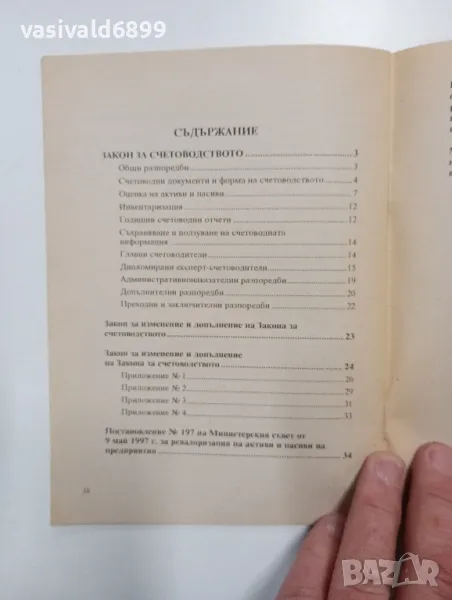 vasivald6899
СЪДЪРЖАНИЕ
ЗАКОН ЗА СЧЕТОВОДСТВОТО 3
Общи разпоредби 3
Счетоводни документи и форма на счетоводството 4
Оценка на активи и пасиви 7
Инвентаризация 12
Годишни счетоводни отчети 12
Съхраняване и ползуване на счетоводната
информация 14
Главни счетоводители 14
Дипломирани експерт-счетоводители 15
Административнонаказателни разпоредби 19
Допълнителни разпоредби 20
Преходни и заключителни разпоредби 22
Закон за изменение и допълнение на Закона за
счетоводството 23
Закон за изменение и допълнение
на Закона за счетоводството 24
Приложение № 1 26
Приложение № 2 29
Приложение № 3 31
Приложение № 4 33
Постановление № 197 на Министерския съвет от
9 май 1997 г. за ревалоризация на активи и пасиви на
предприятия 34
bazar